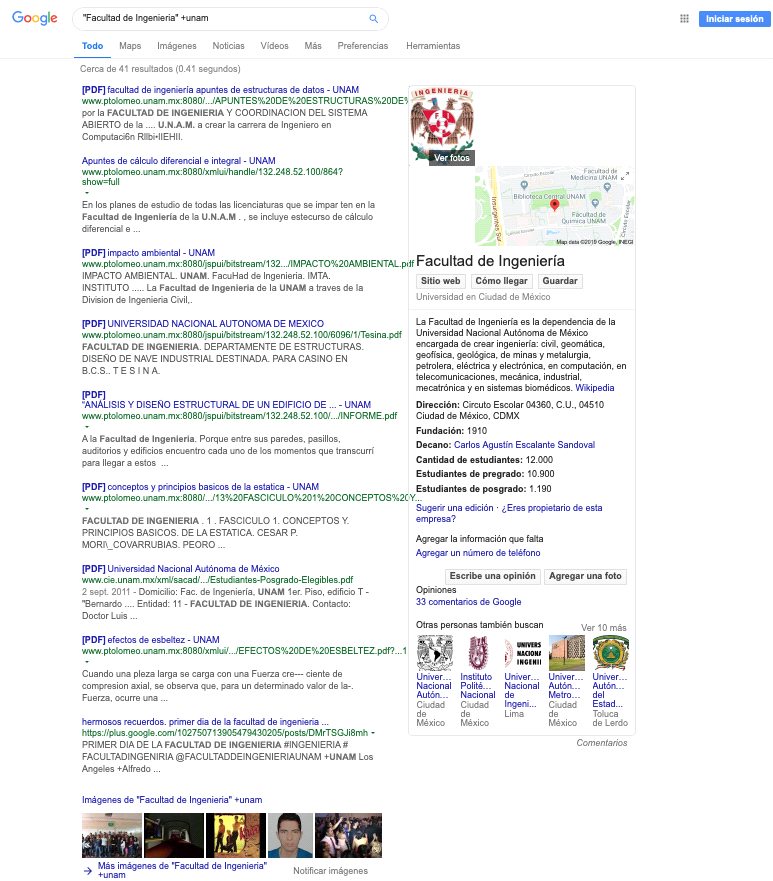 Google
"Facultad de Ingenieria" +unam
Iniciar sesión
Todo Maps Imágenes Noticias Vídeos Más Preferencias Herramientas
Cerca de 41 resultados (0.41 segundos)
[PDF] facultad de ingeniería apuntes de estructuras de datos - UNAM
www.ptolomeo.unam.mx:8080/.../APUNTES%20DE%20ESTRUCTURAS%20DE%
por la FACULTAD DE INGENIERIA Y COORDINACION DEL SISTEMA
ABIERTO de la .... U.N.A.M. a crear la carrera de Ingeniero en
Computaci6n RIlbi•IIEHII.
Apuntes de cálculo diferencial e integral - UNAM
www.ptolomeo.unam.mx:8080/xmlui/handle/132.248.52.100/864?
show=full
En los planes de estudio de todas las licenciaturas que se impar ten en la
Facultad de Ingeniería de la U.N.A.M . , se incluye estecurso de cálculo
diferencial e ...
[PDF] impacto ambiental - UNAM
www.ptolomeo.unam.mx:8080/jspui/bitstream/132.../IMPACTO%20AMBIENTAL.pdf
IMPACTO AMBIENTAL. UNAM. FacuHad de Ingenieria. IMTA.
INSTITUTO ..... La Facultad de Ingenieria de la UNAM a traves de la
Division de Ingenieria Civil,.
[PDF] UNIVERSIDAD NACIONAL AUTONOMA DE MEXICO
www.ptolomeo.unam.mx:8080/jspui/bitstream/132.248.52.100/6096/1/Tesina.pdf
FACULTAD DE INGENIERIA. DEPARTAMENTE DE ESTRUCTURAS.
DISEÑO DE NAVE INDUSTRIAL DESTINADA. PARA CASINO EN
B.C.S.. T E S I N A.
[PDF]
"ANÁLISIS Y DISEÑO ESTRUCTURAL DE UN EDIFICIO DE ... - UNAM
www.ptolomeo.unam.mx:8080/jspui/bitstream/132.248.52.100/.../INFORME.pdf
A la Facultad de Ingenieria. Porque entre sus paredes, pasillos,
auditorios y edificios encuentro cada uno de los momentos que transcurrí
para llegar a estos ...
[PDF] conceptos y principios basicos de la estatica - UNAM
www.ptolomeo.unam.mx:8080/.../13%20FASCICULO%201%20CONCEPTOS%20Y...
FACULTAD DE INGENIERIA . 1 . FASCICULO 1. CONCEPTOS Y.
PRINCIPIOS BASICOS. DE LA ESTATICA. CESAR P.
MORI\_COVARRUBIAS. PEORO ...
[PDF] Universidad Nacional Autónoma de México
www.cie.unam.mx/xml/sacad/.../Estudiantes-Posgrado-Elegibles.pdf
2 sept. 2011 - Domicilio: Fac. de Ingeniería, UNAM 1er. Piso, edificio T -
"Bernardo .... Entidad: 11 - FACULTAD DE INGENIERIA. Contacto:
Doctor Luis ...
[PDF] efectos de esbeltez - UNAM
www.ptolomeo.unam.mx:8080/xmlui/.../EFECTOS%20DE%20ESBELTEZ.pdf?...1
Cuando una pleza larga se carga con una Fuerza cre--- ciente de
compresion axial, se observa que, para un determinado valor de la-.
Fuerza, ocurre una ...
hermosos recuerdos. primer dia de la facultad de ingenieria ...
https://plus.google.com/102750713905479430205/posts/DMrTSGJi8mh
PRIMER DIA DE LA FACULTAD DE INGENIERIA #INGENIERIA #
FACULTADINGENIRIA @FACULTADDEINGENIERIAUNAM +UNAM Los
Angeles +Alfredo ...
Imágenes de "Facultad de Ingenieria" +unam
Más imágenes de "Facultad de Ingenieria"
+unam
Notificar imágenes
INGENIERIA
Ver fotos
Circuito Escolar
Facultad de
Medicina UNAM
Biblioteca Central UNAM
Facultad de
Química UNAM
Insurgentes Sur
Circuito Escolar
Map data ©2019 Google, INEGI
Facultad de Ingeniería
Sitio web Cómo llegar Guardar
Universidad en Ciudad de México
La Facultad de Ingeniería es la dependencia de la
Universidad Nacional Autónoma de México
encargada de crear ingeniería: civil, geomática,
geofísica, geológica, de minas y metalurgia,
petrolera, eléctrica y electrónica, en computación, en
telecomunicaciones, mecánica, industrial,
mecatrónica y en sistemas biomédicos. Wikipedia
Dirección: Circuto Escolar 04360, C.U., 04510
Ciudad de México, CDMX
Fundación: 1910
Decano: Carlos Agustín Escalante Sandoval
Cantidad de estudiantes: 12.000
Estudiantes de pregrado: 10.900
Estudiantes de posgrado: 1.190
Sugerir una edición · ¿Eres propietario de esta
empresa?
Agregar la información que falta
Agregar un número de teléfono
Escribe una opinión Agregar una foto
Opiniones
33 comentarios de Google
Otras personas también buscan
Ver 10 más
UNIVERS
NACIONA
INGENII
Univer...
Nacional
Autón...
Ciudad
de
México
Instituto
Polité...
Nacional
Ciudad
de
México
Univer...
Nacional
de
Ingeni...
Lima
Univer...
Autón...
Metro...
Ciudad
de
México
Univer...
Autón...
del
Estad...
Toluca
de Lerdo
Comentarios